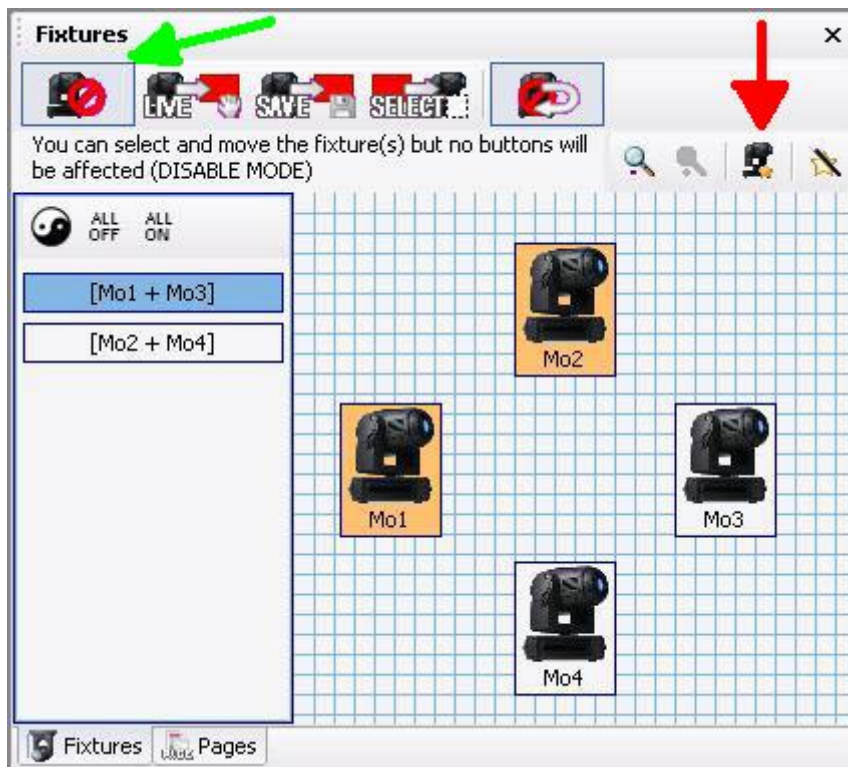 Fixtures
LIVE SAVE SELECT
You can select and move the fixture(s) but no buttons will
be affected (DISABLE MODE)
ALL ALL
OFF ON
[Mo1 + Mo3]
[Mo2 + Mo4]
Mo2
Mo1 Mo3
Mo4
Fixtures Pages